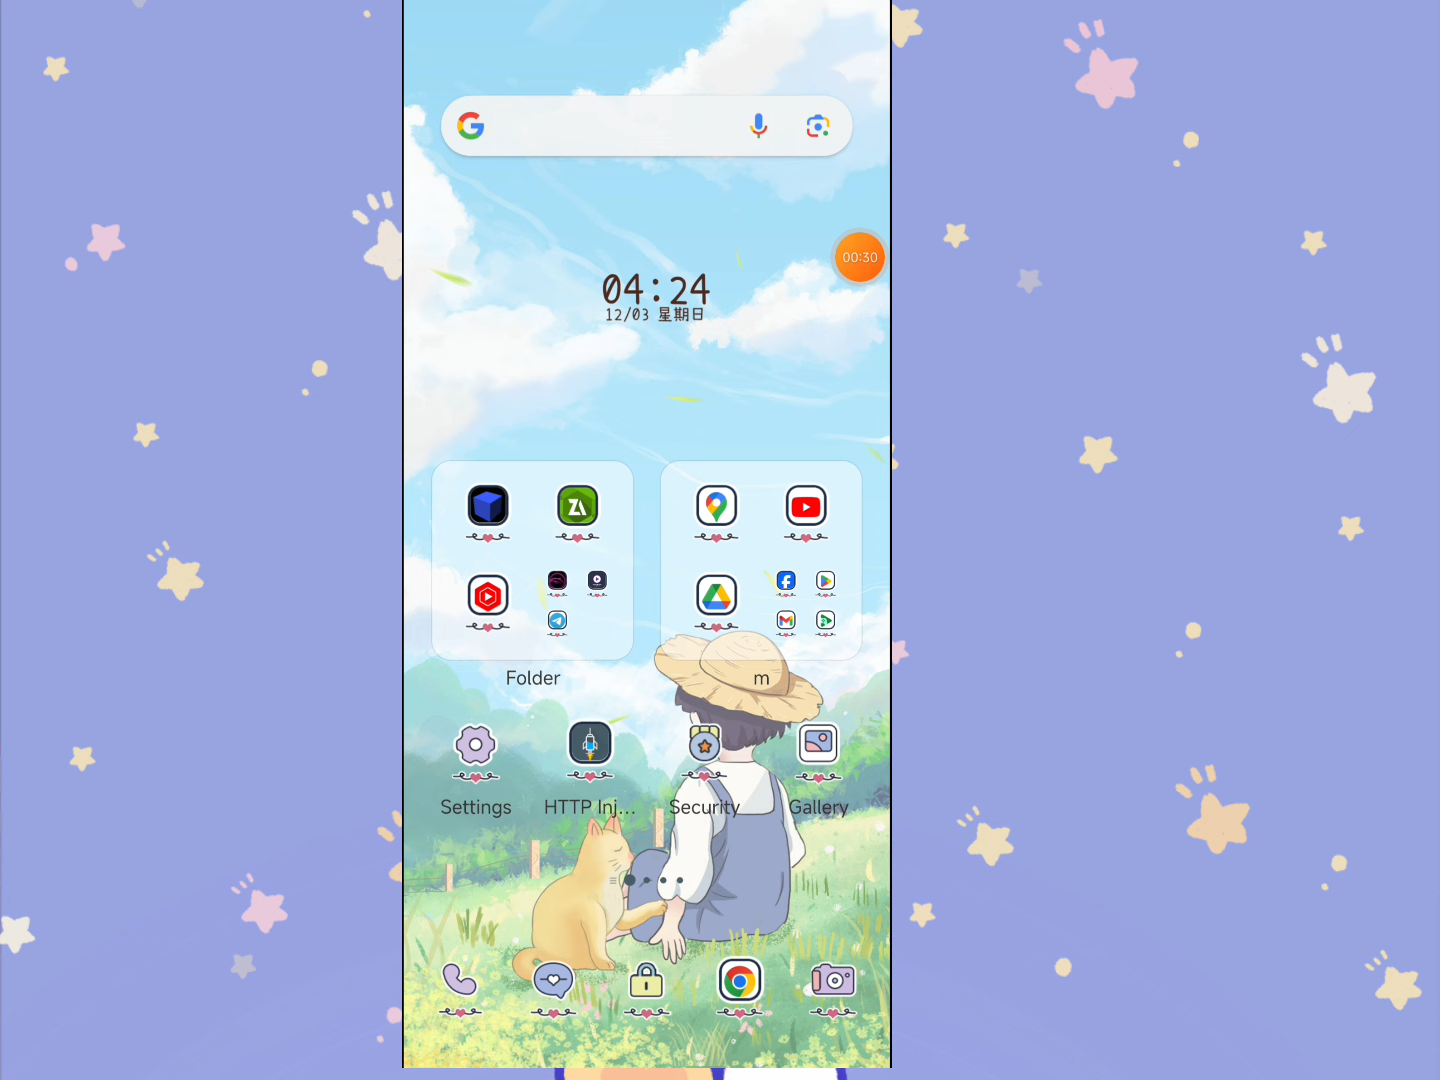 00:30
04:24
12/03 星期日
Folder
m
Settings
HTTP Inj...
Security
Gallery